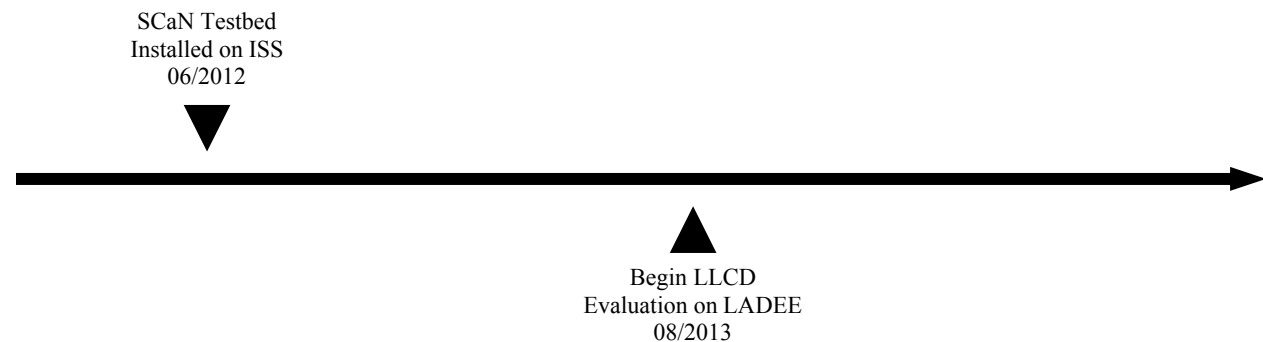 SCaN Testbed
Installed on ISS
06/2012
Begin LLCD
Evaluation on LADEE
08/2013